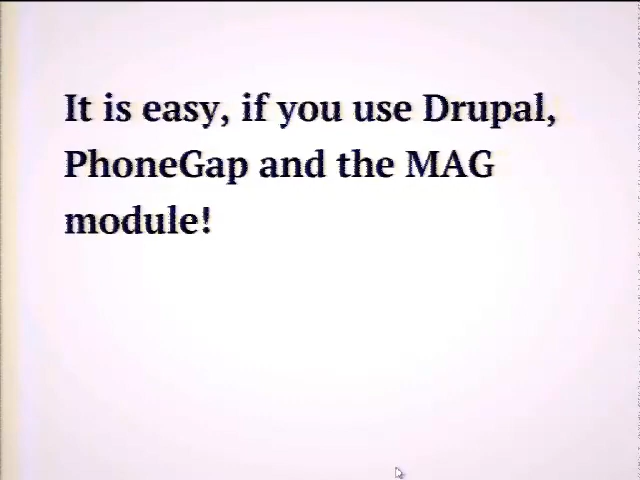 It is easy, if you use Drupal,
PhoneGap and the MAG
module!